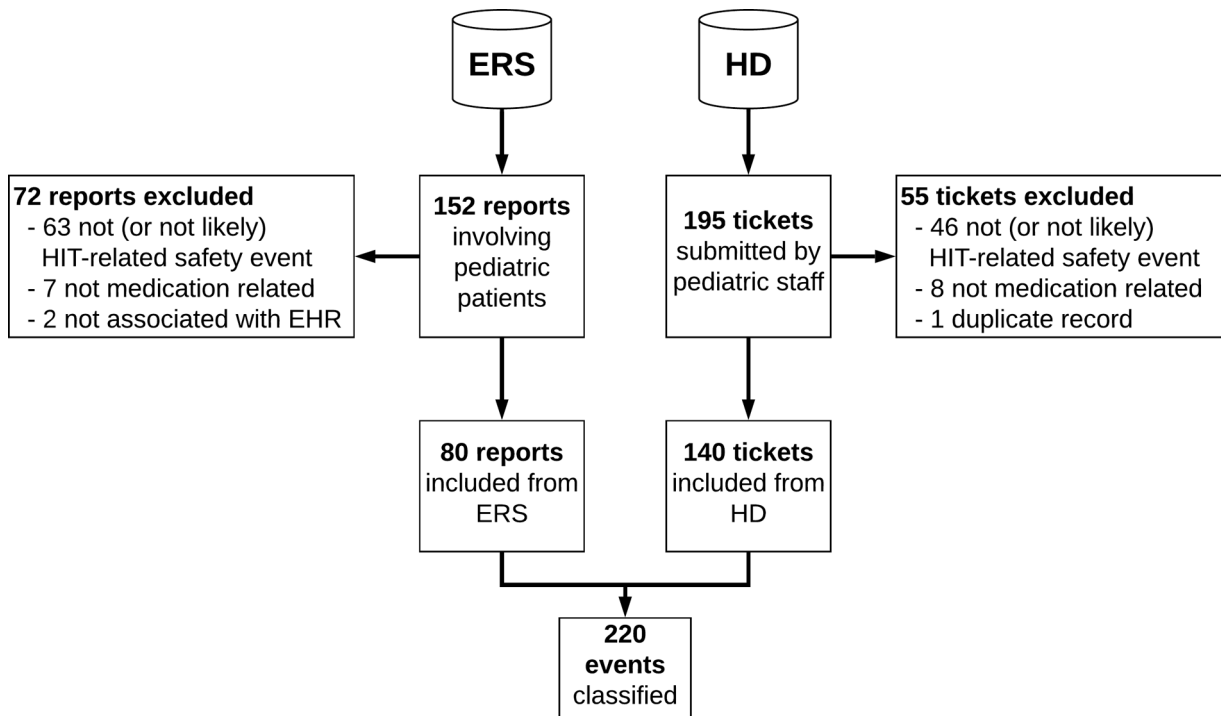 ERS
HD
72 reports excluded
- 63 not (or not likely)
HIT-related safety event
- 7 not medication related
- 2 not associated with EHR
152 reports
involving
pediatric
patients
195 tickets
submitted by
pediatric staff
55 tickets excluded
- 46 not (or not likely)
HIT-related safety event
- 8 not medication related
- 1 duplicate record
80 reports
included from
ERS
140 tickets
included from
HD
220
events
classified